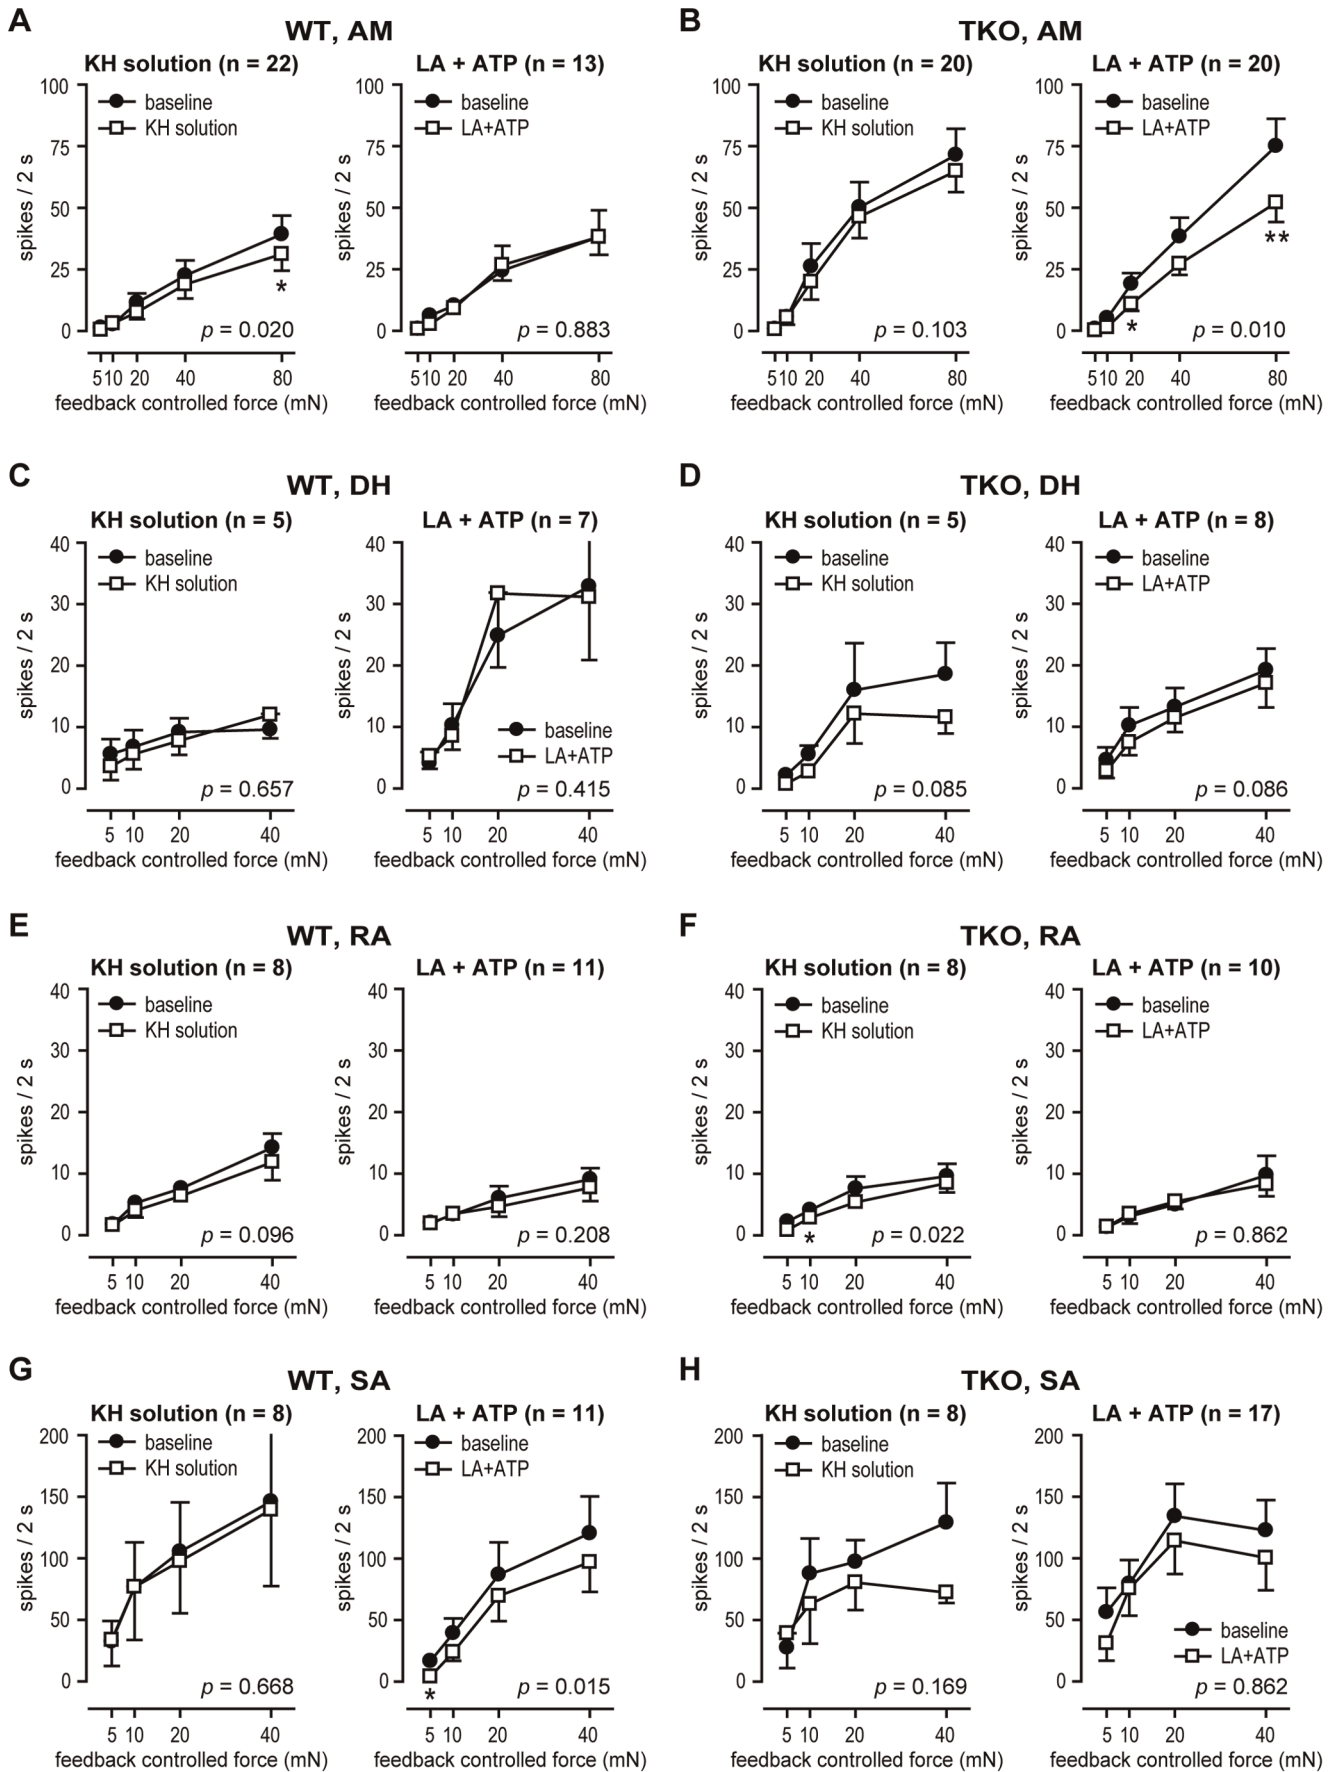 A
WT, AM
KH solution (n = 22)
100
75
50
25
0
spikes / 2 s
baseline
KH solution
*
p = 0.020
5 10 20 40 80
feedback controlled force (mN)
LA + ATP (n = 13)
100
75
50
25
0
spikes / 2 s
baseline
LA+ATP
p = 0.883
5 10 20 40 80
feedback controlled force (mN)
B
TKO, AM
KH solution (n = 20)
100
75
50
25
0
spikes / 2 s
baseline
KH solution
p = 0.103
5 10 20 40 80
feedback controlled force (mN)
LA + ATP (n = 20)
100
75
50
25
0
spikes / 2 s
baseline
LA+ATP
**
*
p = 0.010
5 10 20 40 80
feedback controlled force (mN)
C
WT, DH
KH solution (n = 5)
40
30
20
10
0
spikes / 2 s
baseline
KH solution
p = 0.657
5 10 20 40
feedback controlled force (mN)
LA + ATP (n = 7)
40
30
20
10
0
spikes / 2 s
baseline
LA+ATP
p = 0.415
5 10 20 40
feedback controlled force (mN)
D
TKO, DH
KH solution (n = 5)
40
30
20
10
0
spikes / 2 s
baseline
KH solution
p = 0.085
5 10 20 40
feedback controlled force (mN)
LA + ATP (n = 8)
40
30
20
10
0
spikes / 2 s
baseline
LA+ATP
p = 0.086
5 10 20 40
feedback controlled force (mN)
E
WT, RA
KH solution (n = 8)
40
30
20
10
0
spikes / 2 s
baseline
KH solution
p = 0.096
5 10 20 40
feedback controlled force (mN)
LA + ATP (n = 11)
40
30
20
10
0
spikes / 2 s
p = 0.208
5 10 20 40
feedback controlled force (mN)
F
TKO, RA
KH solution (n = 8)
40
30
20
10
0
spikes / 2 s
baseline
KH solution
*
p = 0.022
5 10 20 40
feedback controlled force (mN)
LA + ATP (n = 10)
40
30
20
10
0
spikes / 2 s
baseline
LA+ATP
p = 0.862
5 10 20 40
feedback controlled force (mN)
G
WT, SA
KH solution (n = 8)
200
150
100
50
0
spikes / 2 s
baseline
KH solution
p = 0.668
5 10 20 40
feedback controlled force (mN)
LA + ATP (n = 11)
200
150
100
50
0
spikes / 2 s
baseline
LA+ATP
*
p = 0.015
5 10 20 40
feedback controlled force (mN)
H
TKO, SA
KH solution (n = 8)
200
150
100
50
0
spikes / 2 s
baseline
KH solution
p = 0.169
5 10 20 40
feedback controlled force (mN)
LA + ATP (n = 17)
200
150
100
50
0
spikes / 2 s
baseline
LA+ATP
p = 0.862
5 10 20 40
feedback controlled force (mN)